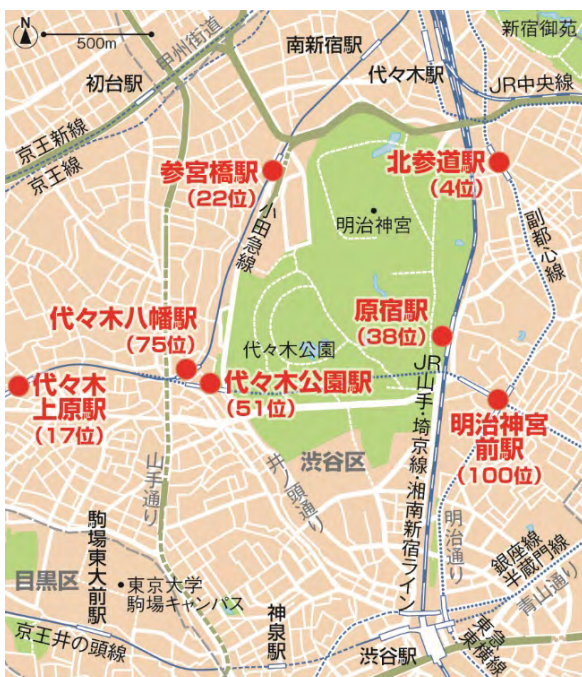 N
500m
甲州街道
南新宿駅
新宿御苑
初台駅
代々木駅
JR中央線
京王新線
京王線
参宮橋駅
(22位)
北参道駅
(4位)
小田急線
明治神宮
副都心線
代々木八幡駅
(75位)
原宿駅
(38位)
代々木公園
代々木
上原駅
(17位)
代々木公園駅
(51位)
JR山手・埼京線・湘南新宿ライン
明治神宮
前駅
(100位)
山手通り
井ノ頭通り
渋谷区
明治通り
銀座線
半蔵門線
青山通り
駒場東大前駅
目黒区
東京大学
駒場キャンパス
神泉駅
京王井の頭線
渋谷駅
東急
東横線